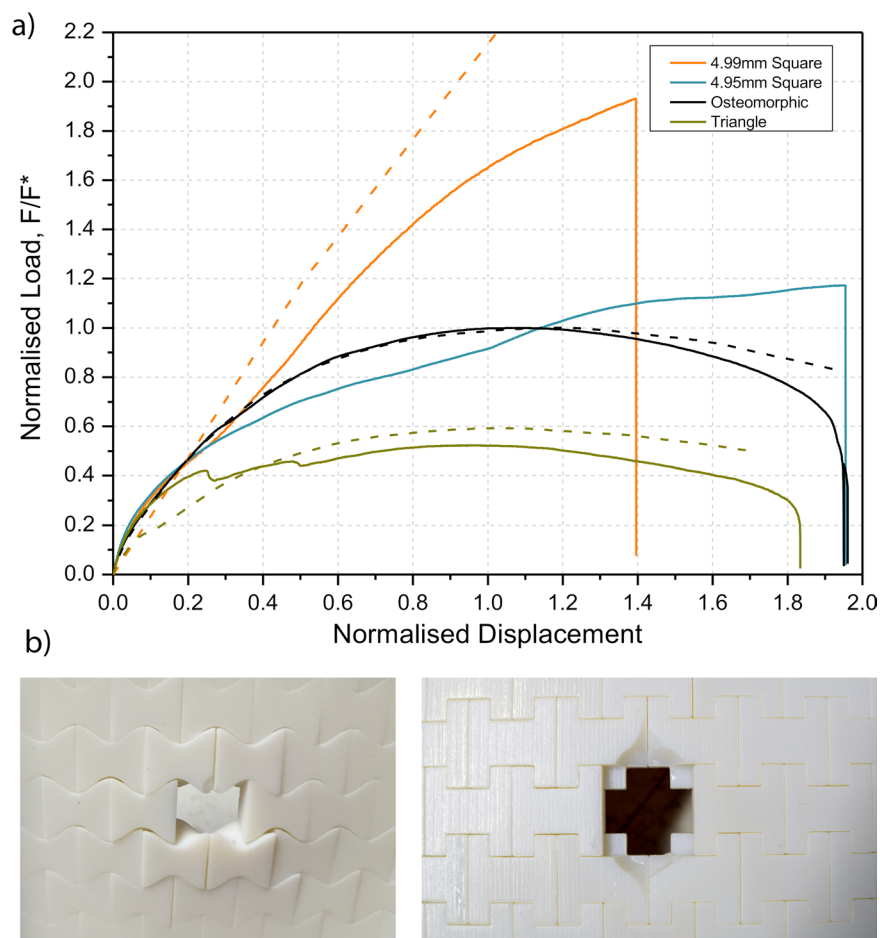 a)
2.2
2.0
1.8
1.6
1.4
1.2
1.0
0.8
0.6
0.4
0.2
0.0
Normalised Load, F/F*
4.99mm Square
4.95mm Square
Osteomorphic
Triangle
0.0 0.2 0.4 0.6 0.8 1.0 1.2 1.4 1.6 1.8 2.0
Normalised Displacement
b)